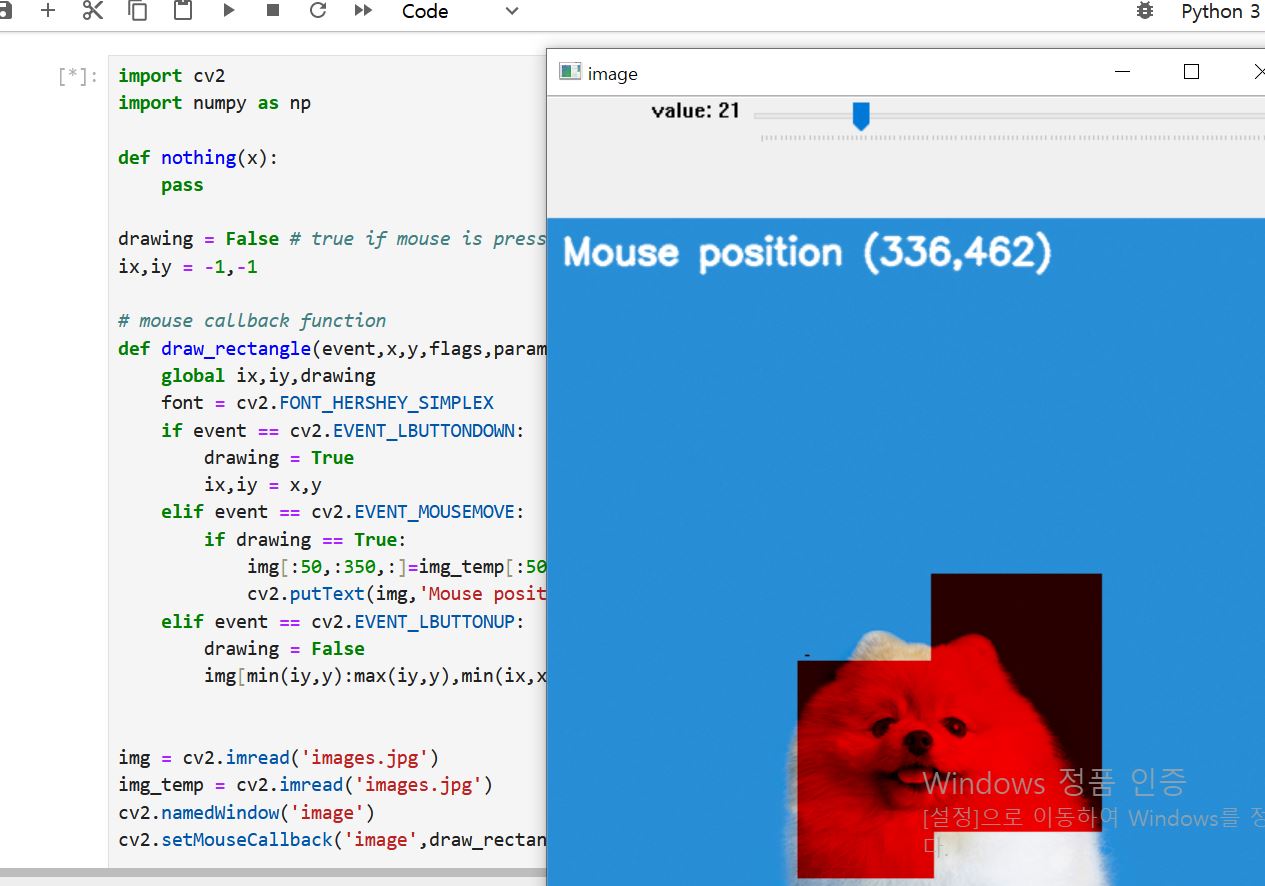 Code
Python 3
[*]:
import cv2
import numpy as np
def nothing(x):
    pass
drawing = False # true if mouse is press
ix,iy = -1,-1
# mouse callback function
def draw_rectangle(event,x,y,flags,param
    global ix,iy,drawing
    font = cv2.FONT_HERSHEY_SIMPLEX
    if event == cv2.EVENT_LBUTTONDOWN:
        drawing = True
        ix,iy = x,y
    elif event == cv2.EVENT_MOUSEMOVE:
        if drawing == True:
            img[:50,:350,:]=img_temp[:50
            cv2.putText(img,'Mouse posit
    elif event == cv2.EVENT_LBUTTONUP:
        drawing = False
        img[min(iy,y):max(iy,y),min(ix,x
img = cv2.imread('images.jpg')
img_temp = cv2.imread('images.jpg')
cv2.namedWindow('image')
cv2.setMouseCallback('image',draw_rectan
image
value: 21
Mouse position (336,462)
Windows 정품 인증
[설정]으로 이동하여 Windows를 정
다.